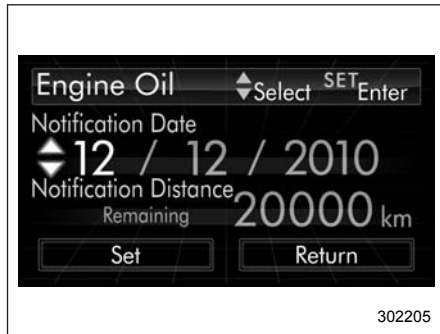 Engine Oil Select SET Enter
Notification Date
12 / 12 / 2010
Notification Distance
Remaining 20000 km
Set Return
302205